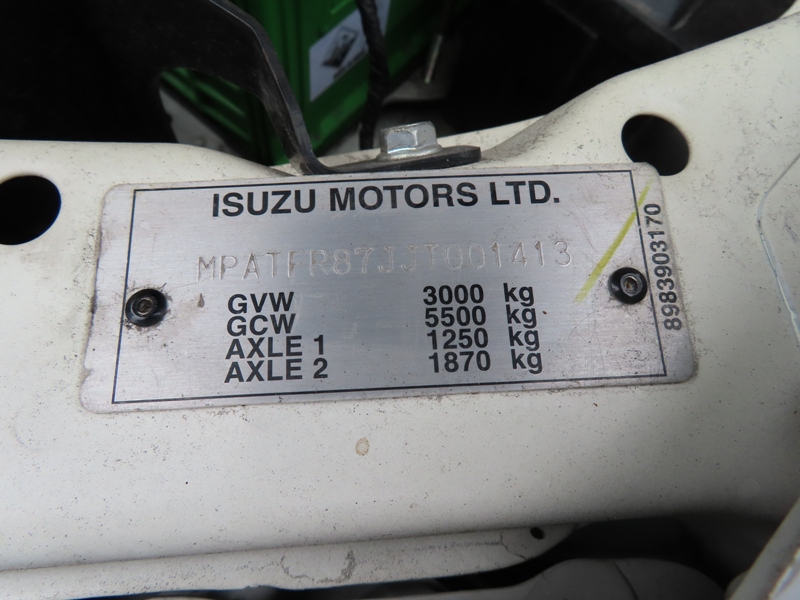 ISUZU MOTORS LTD.
MPATFR87JJT001413
GVW 3000 kg
GCW 5500 kg
AXLE 1 1250 kg
AXLE 2 1870 kg
8983903170